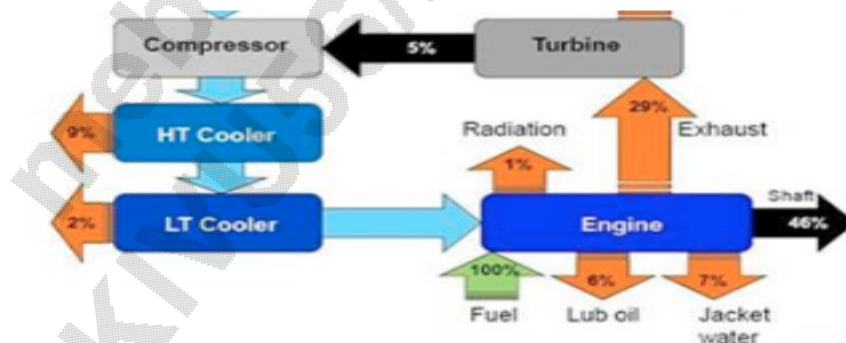 Compressor
5%
Turbine
9%
HT Cooler
Radiation
29%
Exhaust
1%
2%
LT Cooler
Engine
Shaft
46%
100%
6%
7%
Fuel
Lub oil
Jacket
water